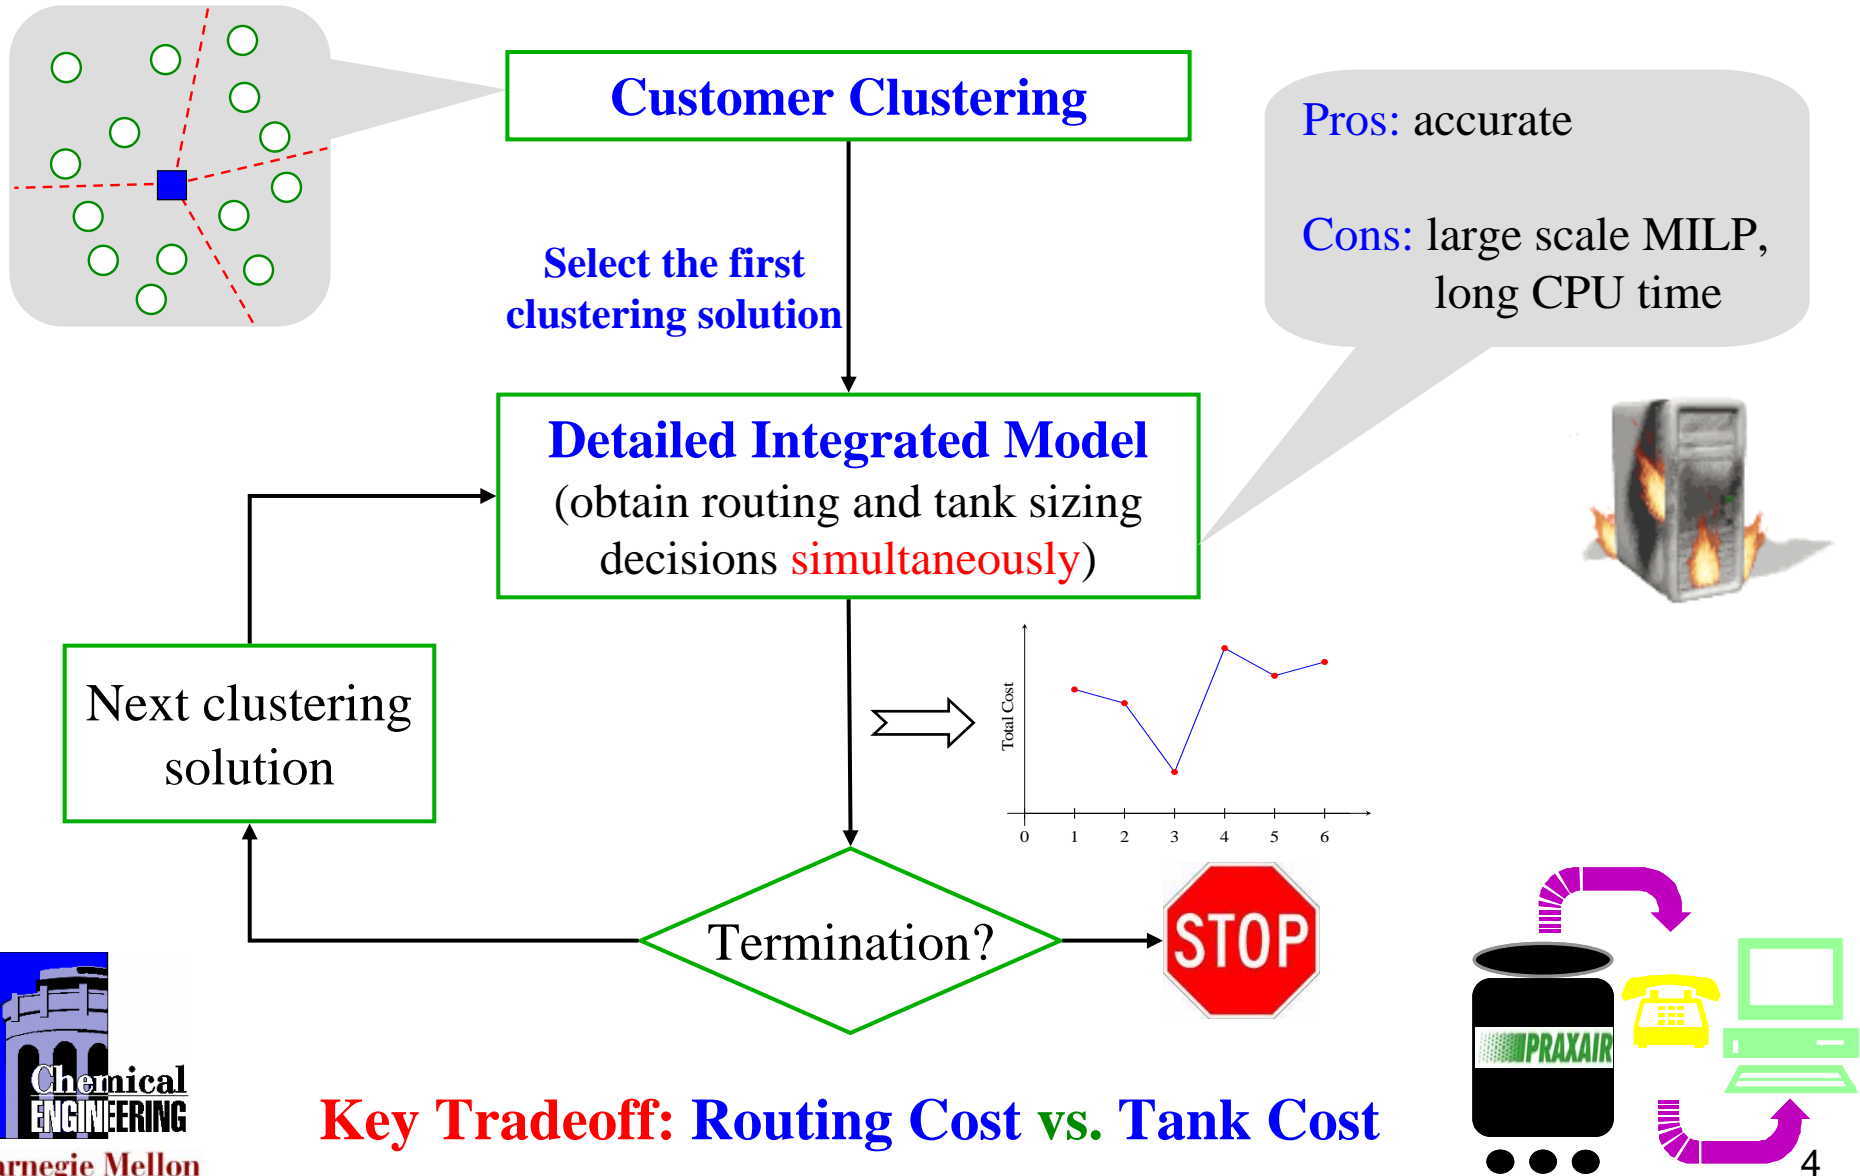 Customer Clustering
Pros: accurate
Cons: large scale MILP,
long CPU time
Select the first
clustering solution
Detailed Integrated Model
(obtain routing and tank sizing
decisions simultaneously)
Next clustering
solution
Total Cost
0 1 2 3 4 5 6
Termination?
STOP
PRAXAIR
Chemical
ENGINEERING
Key Tradeoff: Routing Cost vs. Tank Cost
arnegie Mellon
4